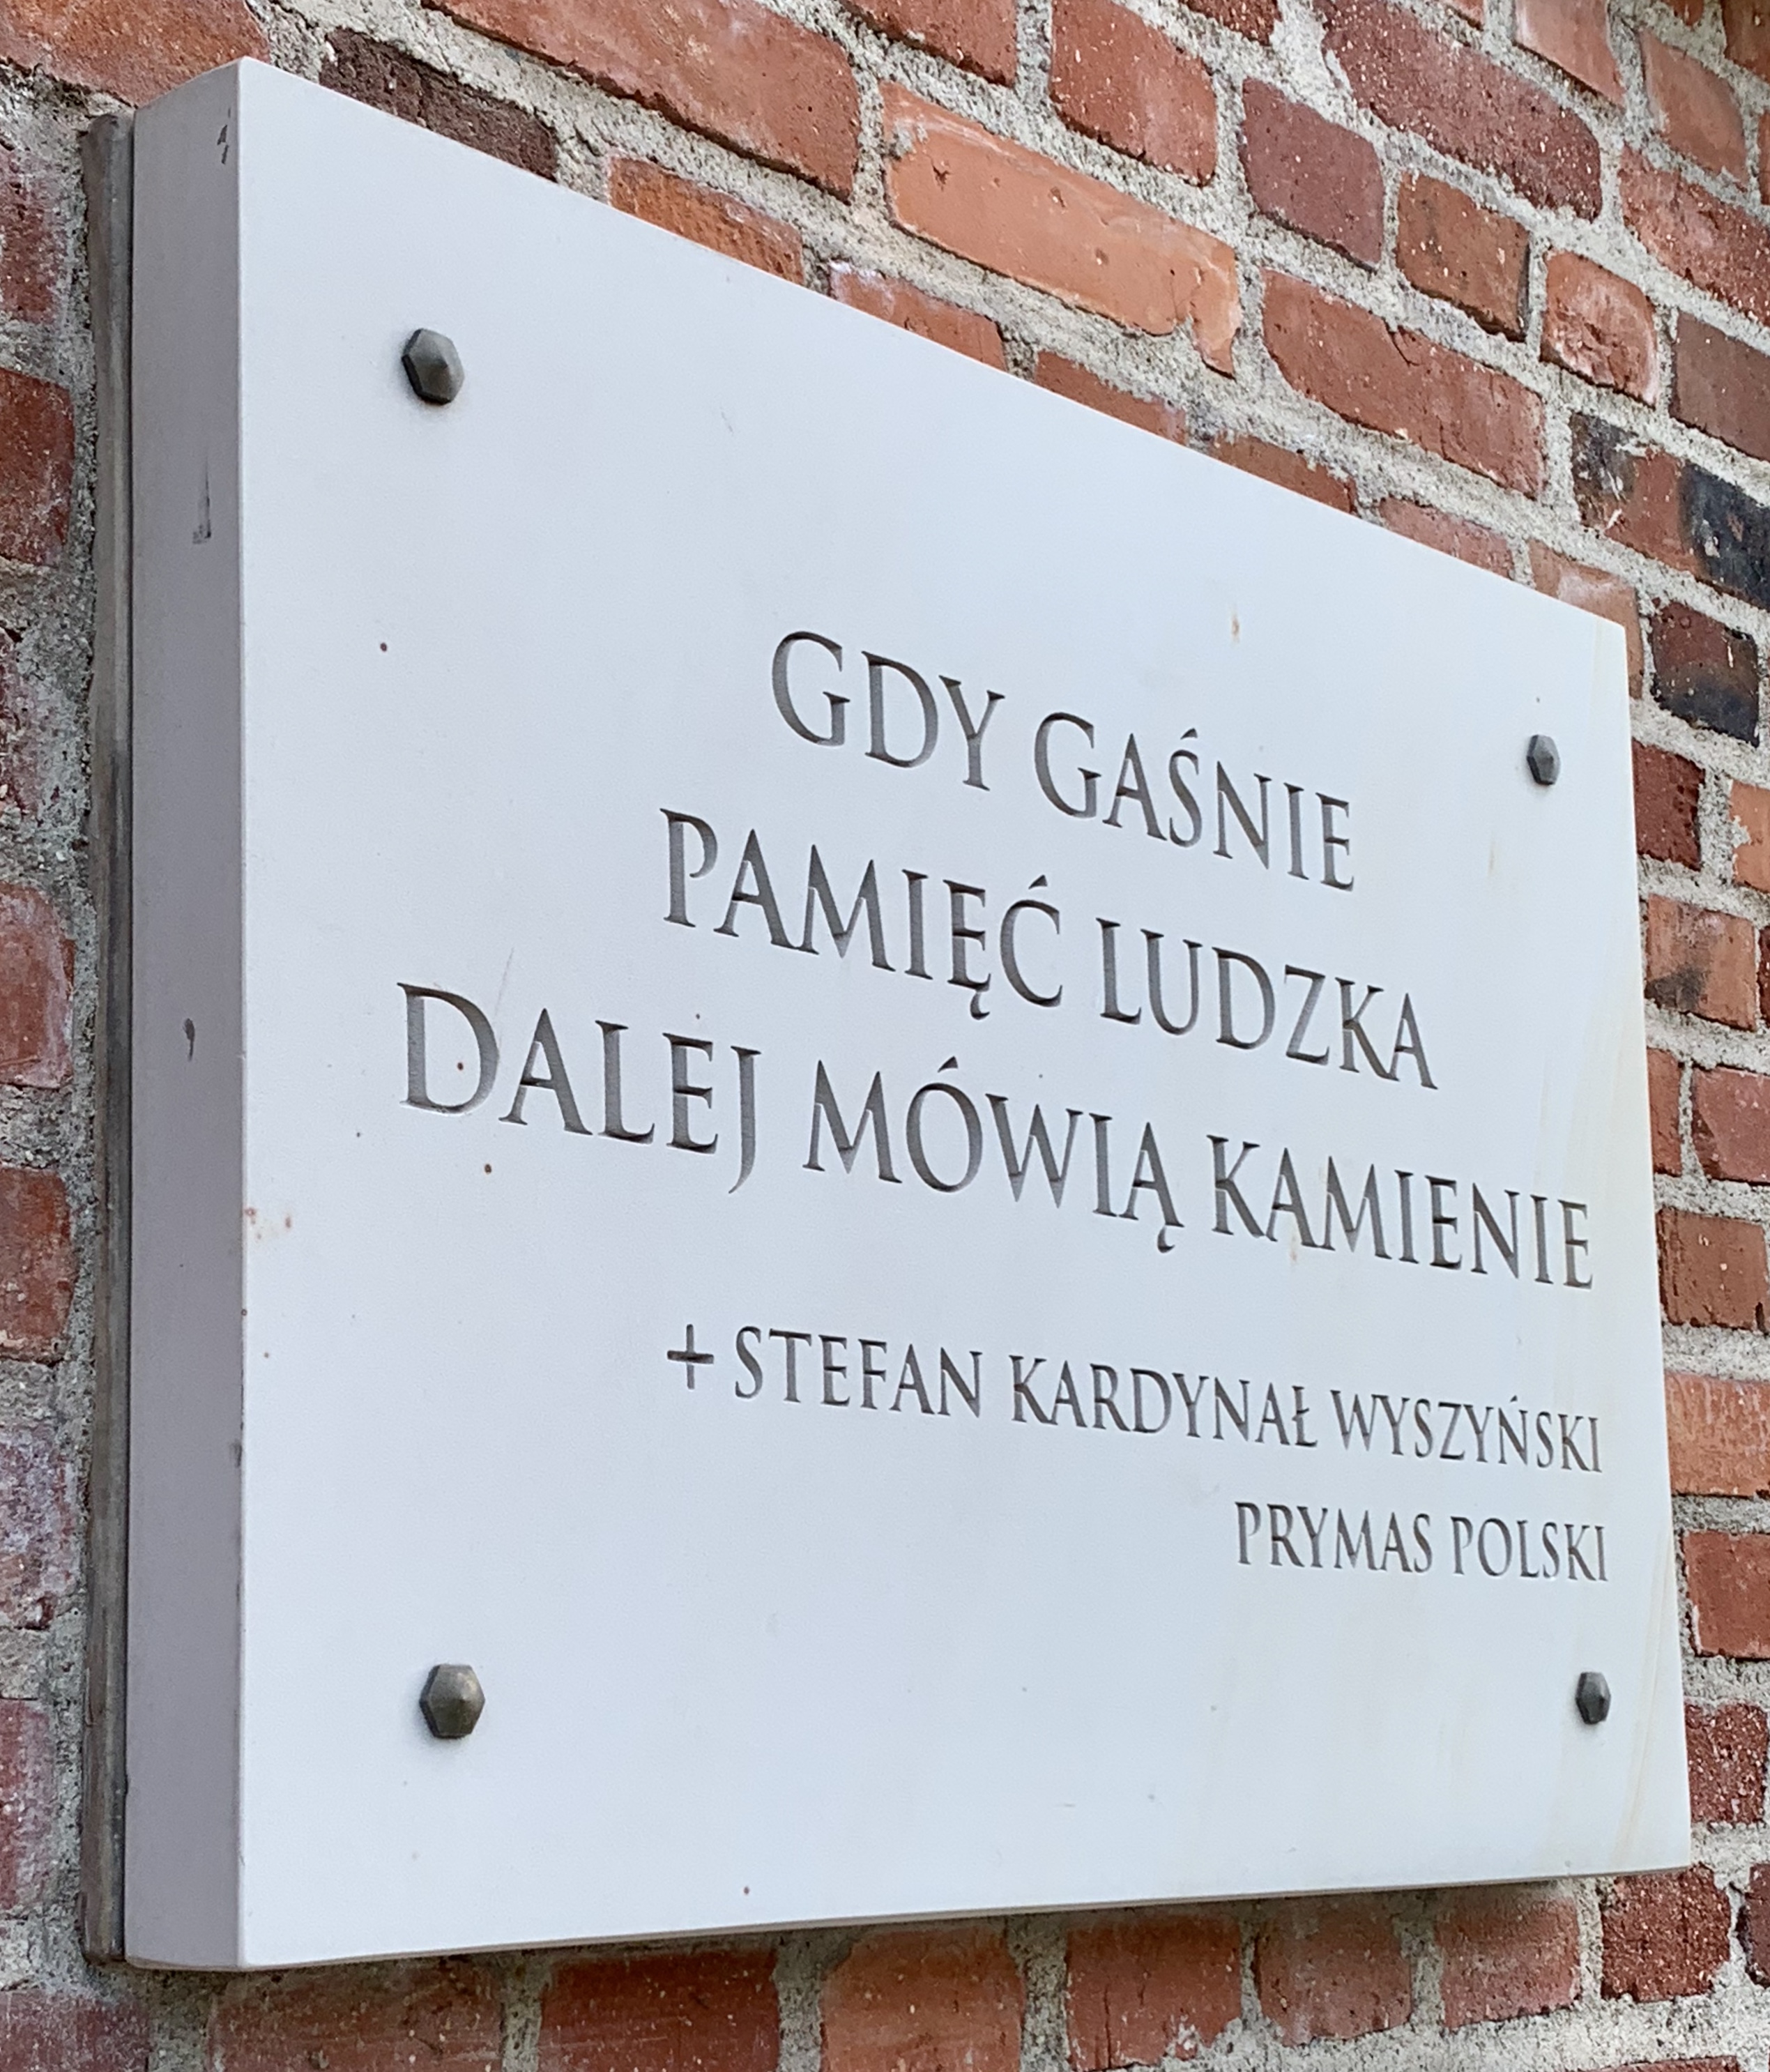 GDY GAŚNIE
PAMIĘĆ LUDZKA
DALEJ MÓWIĄ KAMIENIE
+ STEFAN KARDYNAŁ WYSZYŃSKI
PRYMAS POLSKI